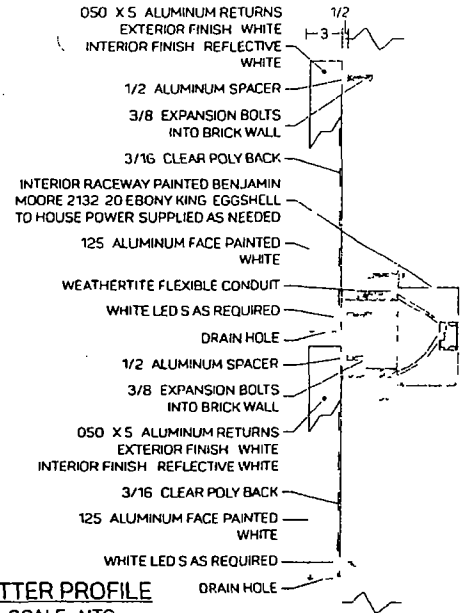 050 X 5 ALUMINUM RETURNS
EXTERIOR FINISH WHITE
INTERIOR FINISH REFLECTIVE
WHITE
1/2
3
1/2 ALUMINUM SPACER
3/8 EXPANSION BOLTS
INTO BRICK WALL
3/16 CLEAR POLY BACK
INTERIOR RACEWAY PAINTED BENJAMIN
MOORE 2132 20 EBONY KING EGGSHELL
TO HOUSE POWER SUPPLIED AS NEEDED
125 ALUMINUM FACE PAINTED
WHITE
WEATHERTITE FLEXIBLE CONDUIT
WHITE LED S AS REQUIRED
DRAIN HOLE
1/2 ALUMINUM SPACER
3/8 EXPANSION BOLTS
INTO BRICK WALL
050 X 5 ALUMINUM RETURNS
EXTERIOR FINISH WHITE
INTERIOR FINISH REFLECTIVE WHITE
3/16 CLEAR POLY BACK
125 ALUMINUM FACE PAINTED
WHITE
WHITE LED S AS REQUIRED
DRAIN HOLE
TTER PROFILE
SCALE NTS